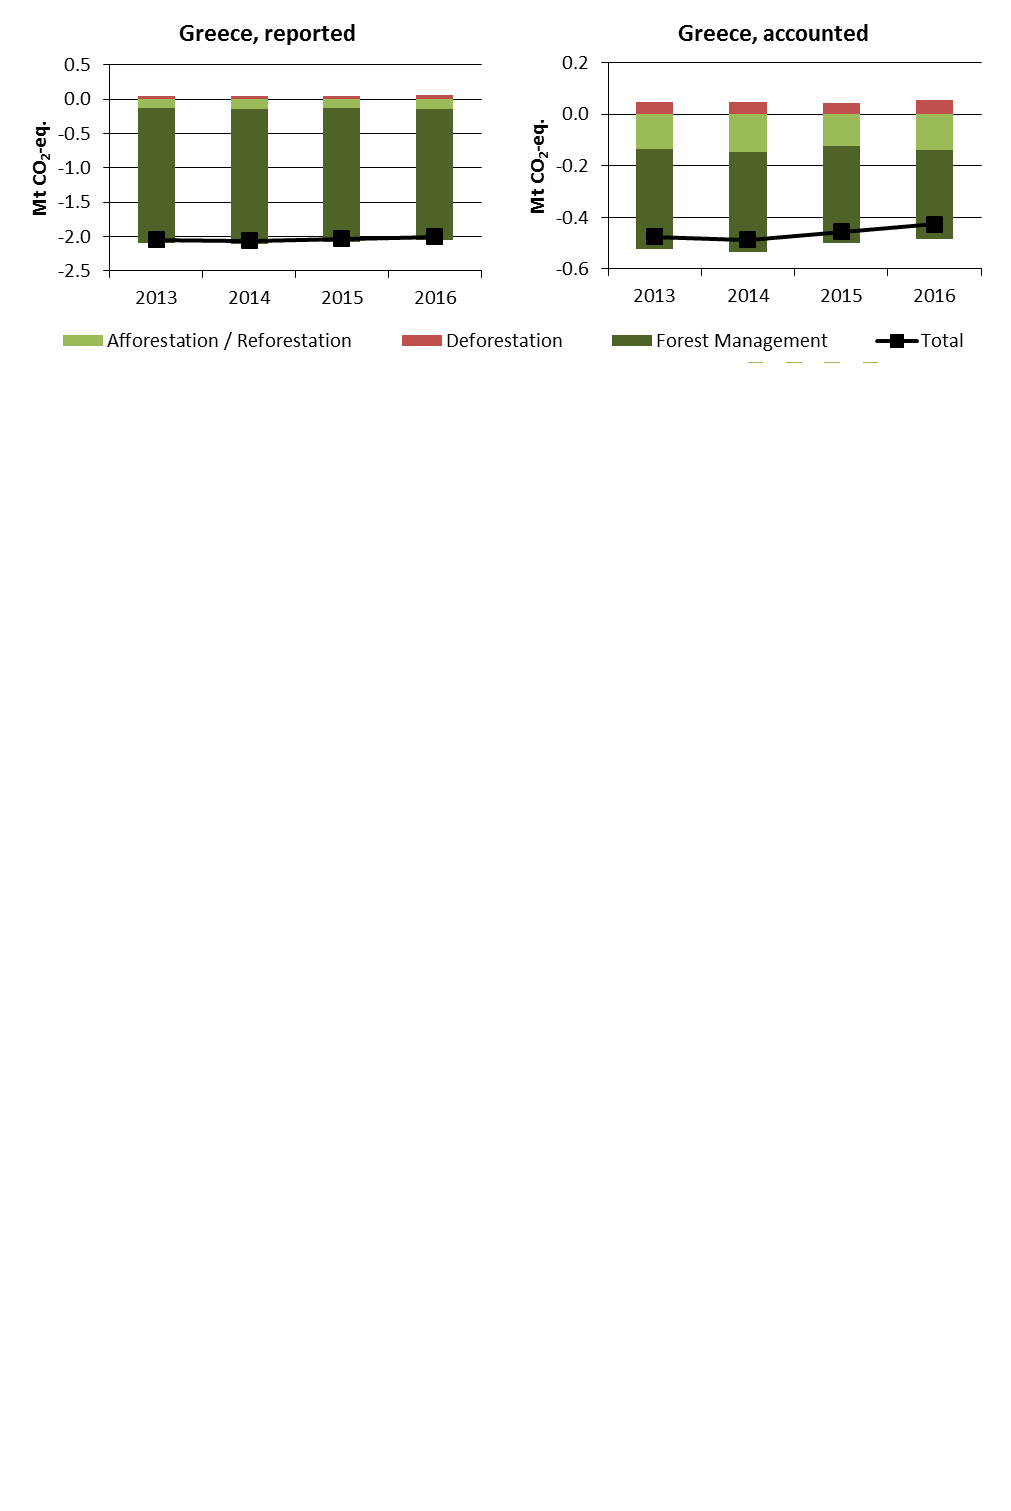 Greece, reported
0.5
0.0
-0.5
-1.0
-1.5
-2.0
-2.5
Mt CO₂-eq.
2013 2014 2015 2016
Greece, accounted
0.2
0.0
-0.2
-0.4
-0.6
Mt CO₂-eq.
2013 2014 2015 2016
Afforestation / Reforestation Deforestation Forest Management Total